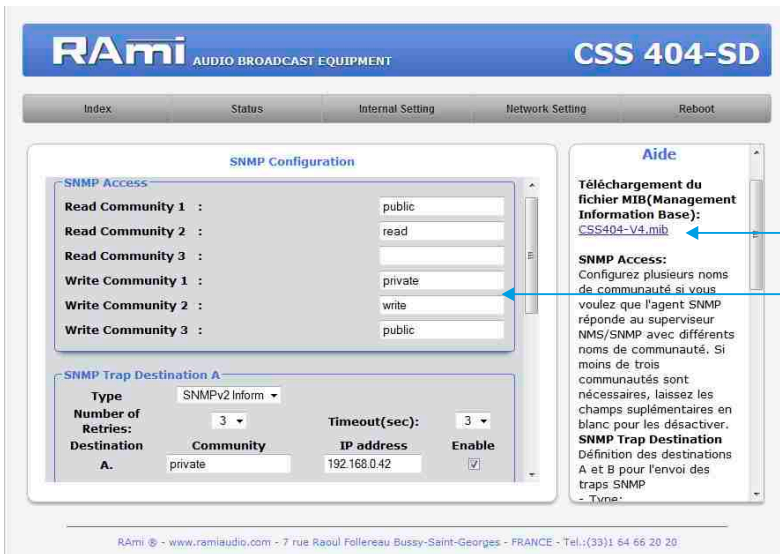 RAmi AUDIO BROADCAST EQUIPMENT
CSS 404-SD
Index Status Internal Setting Network Setting Reboot
SNMP Configuration
SNMP Access
Read Community 1 : public
Read Community 2 : read
Read Community 3 :
Write Community 1 : private
Write Community 2 : write
Write Community 3 : public
SNMP Trap Destination A
Type SNMPv2 Inform
Number of Retries: 3 Timeout(sec): 3
Destination Community IP address Enable
A. private 192.168.0.42
Aide
Téléchargement du
fichier MIB(Management
Information Base):
CSS404-V4.mib
SNMP Access:
Configurez plusieurs noms
de communauté si vous
voulez que l'agent SNMP
réponde au superviseur
NMS/SNMP avec différents
noms de communauté. Si
moins de trois
communautés sont
nécessaires, laissez les
champs suplémentaires en
blanc pour les désactiver.
SNMP Trap Destination
Définition des destinations
A et B pour l'envoi des
traps SNMP
- Type:
RAmi ® - www.ramiaudio.com - 7 rue Raoul Follereau Bussy-Saint-Georges - FRANCE - Tel.:(33)1 64 66 20 20